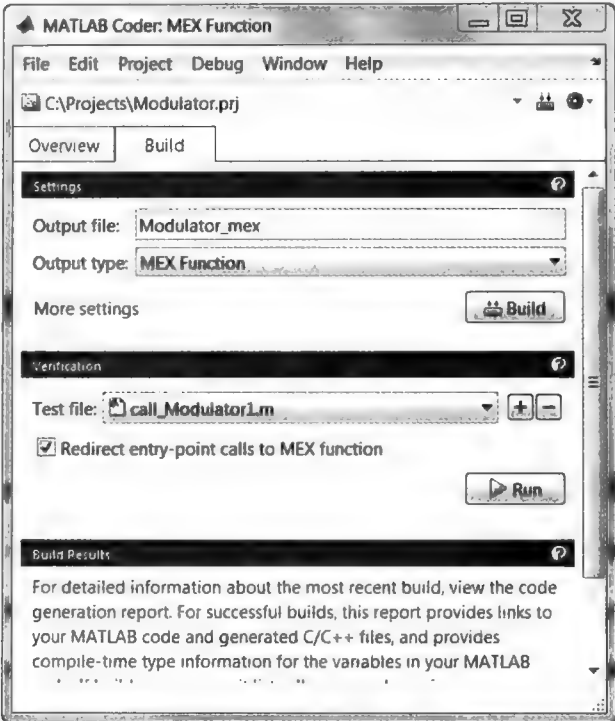 MATLAB Coder: MEX Function
File Edit Project Debug Window Help
C:\Projects\Modulator.prj
Overview Build
Settings
Output file: Modulator_mex
Output type: MEX Function
More settings Build
Verification
Test file: call_Modulator1.m
Redirect entry-point calls to MEX function
Run
Build Results
For detailed information about the most recent build, view the code
generation report. For successful builds, this report provides links to
your MATLAB code and generated C/C++ files, and provides
compile-time type information for the variables in your MATLAB